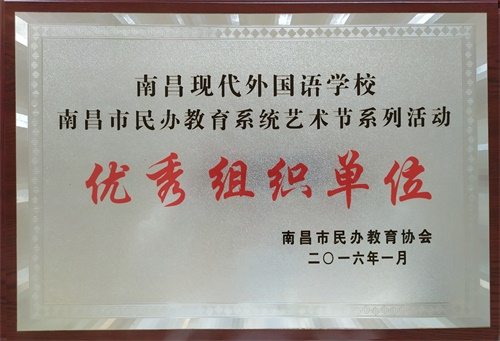 南昌现代外国语学校
南昌市民办教育系统艺术节系列活动
优秀组织单位
南昌市民办教育协会
二〇一六年一月